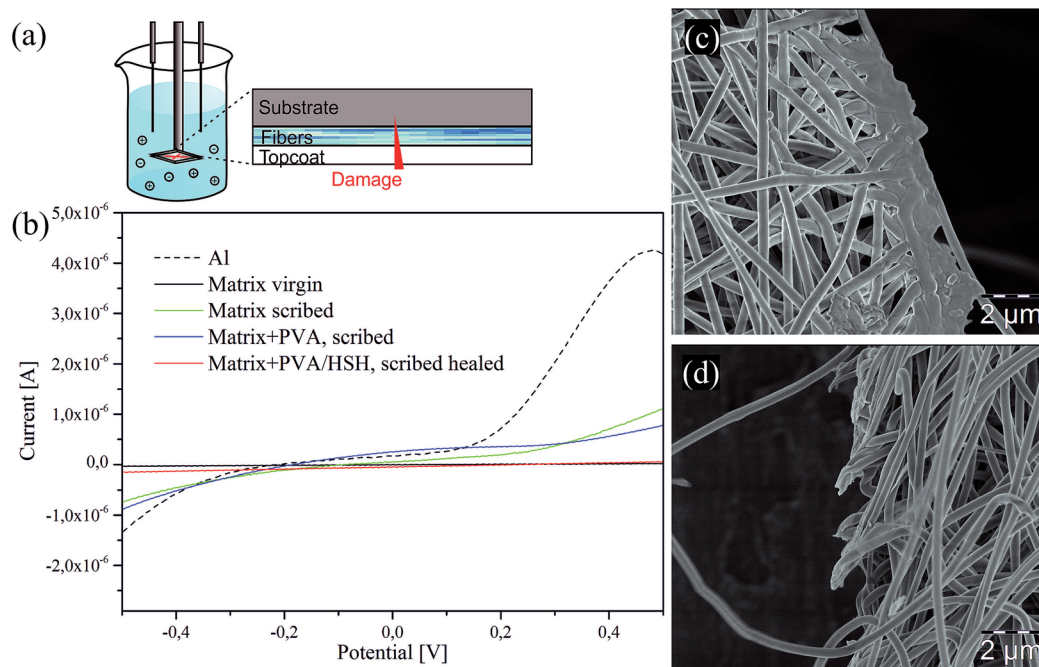 (a)
Substrate
Fibers
Topcoat
Damage
(b)
5,0x10⁻⁶
4,0x10⁻⁶
3,0x10⁻⁶
2,0x10⁻⁶
1,0x10⁻⁶
0,0
-1,0x10⁻⁶
-2,0x10⁻⁶
Current [A]
Al
Matrix virgin
Matrix scribed
Matrix+PVA, scribed
Matrix+PVA/HSH, scribed healed
-0,4
-0,2
0,0
0,2
0,4
Potential [V]
(c)
2 µm
(d)
2 µm